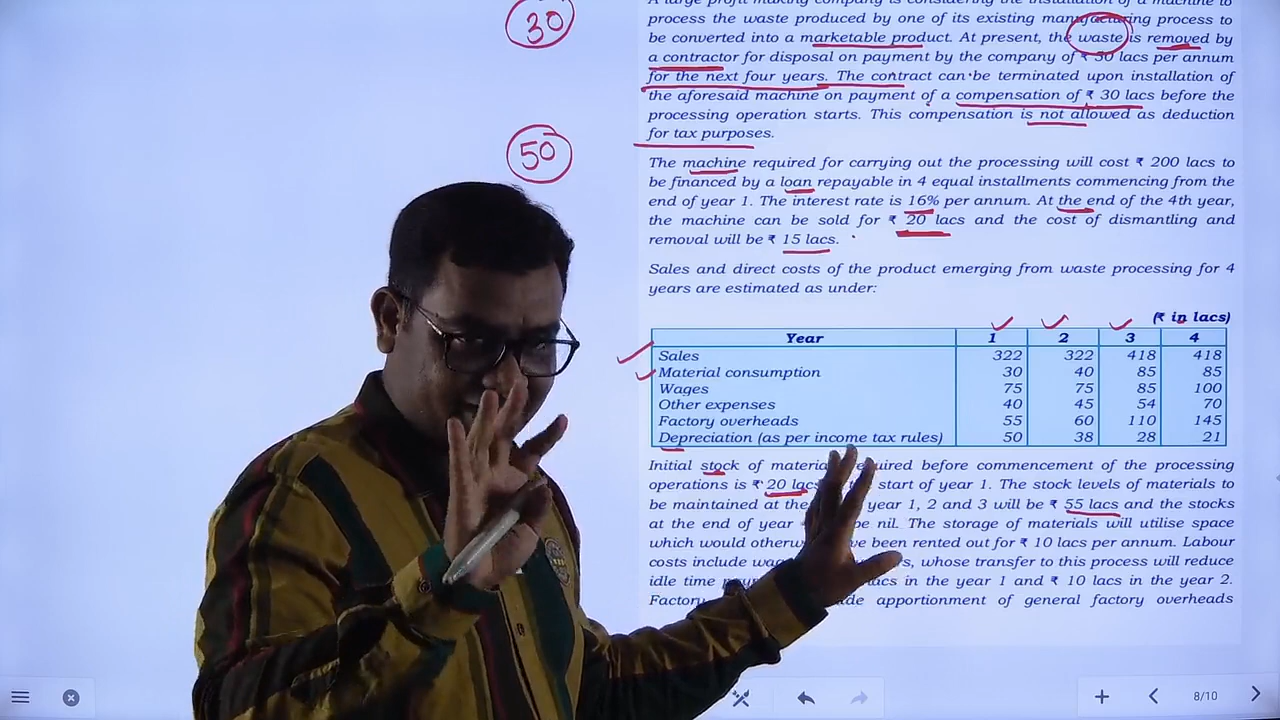 30
50
A large profit making company is considering the installation of a machine to
process the waste produced by one of its existing manufacturing process to
be converted into a marketable product. At present, the waste is removed by
a contractor for disposal on payment by the company of ₹ 50 lacs per annum
for the next four years. The contract can be terminated upon installation of
the aforesaid machine on payment of a compensation of ₹ 30 lacs before the
processing operation starts. This compensation is not allowed as deduction
for tax purposes.
The machine required for carrying out the processing will cost ₹ 200 lacs to
be financed by a loan repayable in 4 equal installments commencing from the
end of year 1. The interest rate is 16% per annum. At the end of the 4th year,
the machine can be sold for ₹ 20 lacs and the cost of dismantling and
removal will be ₹ 15 lacs.
Sales and direct costs of the product emerging from waste processing for 4
years are estimated as under:
(₹ in lacs)
Year 1 2 3 4
Sales 322 322 418 418
Material consumption 30 40 85 85
Wages 75 75 85 100
Other expenses 40 45 54 70
Factory overheads 55 60 110 145
Depreciation (as per income tax rules) 50 38 28 21
Initial stock of material required before commencement of the processing
operations is ₹ 20 lacs start of year 1. The stock levels of materials to
be maintained at the year 1, 2 and 3 will be ₹ 55 lacs and the stocks
at the end of year be nil. The storage of materials will utilise space
which would have been rented out for ₹ 10 lacs per annum. Labour
costs include whose transfer to this process will reduce
idle time lacs in the year 1 and ₹ 10 lacs in the year 2.
Factory apportionment of general factory overheads
8/10